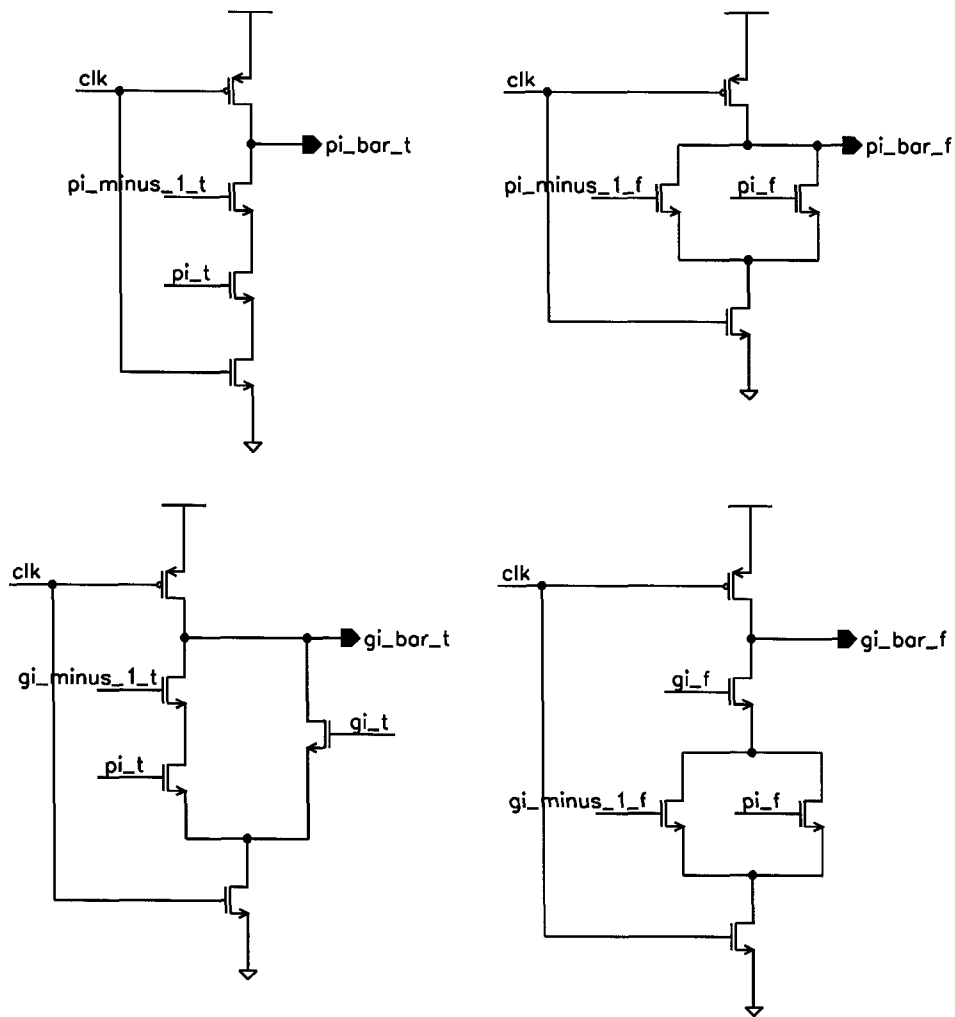 clk
pi_bar_t
pi_minus_1_t
pi_t
clk
pi_bar_f
pi_minus_1_f
pi_f
clk
gi_bar_t
gi_minus_1_t
gi_t
pi_t
clk
gi_bar_f
gi_f
gi_minus_1_f
pi_f